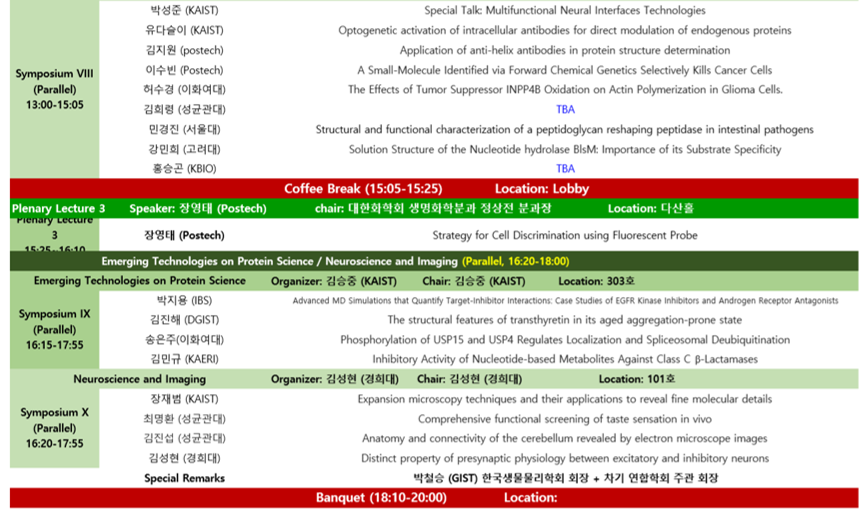 박성준 (KAIST) Special Talk: Multifunctional Neural Interfaces Technologies
유다슬이 (KAIST) Optogenetic activation of intracellular antibodies for direct modulation of endogenous proteins
김지원 (postech) Application of anti-helix antibodies in protein structure determination
이수빈 (Postech) A Small-Molecule Identified via Forward Chemical Genetics Selectively Kills Cancer Cells
Symposium VIII
(Parallel)
13:00-15:05
허수경 (이화여대) The Effects of Tumor Suppressor INPP4B Oxidation on Actin Polymerization in Glioma Cells.
김희령 (성균관대) TBA
민경진 (서울대) Structural and functional characterization of a peptidoglycan reshaping peptidase in intestinal pathogens
강민희 (고려대) Solution Structure of the Nucleotide hydrolase BlsM: Importance of its Substrate Specificity
홍승곤 (KBIO) TBA
Coffee Break (15:05-15:25) Location: Lobby
Plenary Lecture 3 Speaker: 장영태 (Postech) chair: 대한화학회 생명화학분과 정상전 분과장 Location: 다산홀
Plenary Lecture
3
15:25-16:10
장영태 (Postech) Strategy for Cell Discrimination using Fluorescent Probe
Emerging Technologies on Protein Science / Neuroscience and Imaging (Parallel, 16:20-18:00)
Emerging Technologies on Protein Science Organizer: 김승중 (KAIST) Chair: 김승중 (KAIST) Location: 303호
Symposium IX
(Parallel)
16:15-17:55
박지용 (IBS) Advanced MD Simulations that Quantify Target-Inhibitor Interactions: Case Studies of EGFR Kinase Inhibitors and Androgen Receptor Antagonists
김진해 (DGIST) The structural features of transthyretin in its aged aggregation-prone state
송은주(이화여대) Phosphorylation of USP15 and USP4 Regulates Localization and Spliceosomal Deubiquitination
김민규 (KAERI) Inhibitory Activity of Nucleotide-based Metabolites Against Class C β-Lactamases
Neuroscience and Imaging Organizer: 김성현 (경희대) Chair: 김성현 (경희대) Location: 101호
Symposium X
(Parallel)
16:20-17:55
장재범 (KAIST) Expansion microscopy techniques and their applications to reveal fine molecular details
최명환 (성균관대) Comprehensive functional screening of taste sensation in vivo
김진섭 (성균관대) Anatomy and connectivity of the cerebellum revealed by electron microscope images
김성현 (경희대) Distinct property of presynaptic physiology between excitatory and inhibitory neurons
Special Remarks 박철승 (GIST) 한국생물물리학회 회장 + 차기 연합학회 주관 회장
Banquet (18:10-20:00) Location: